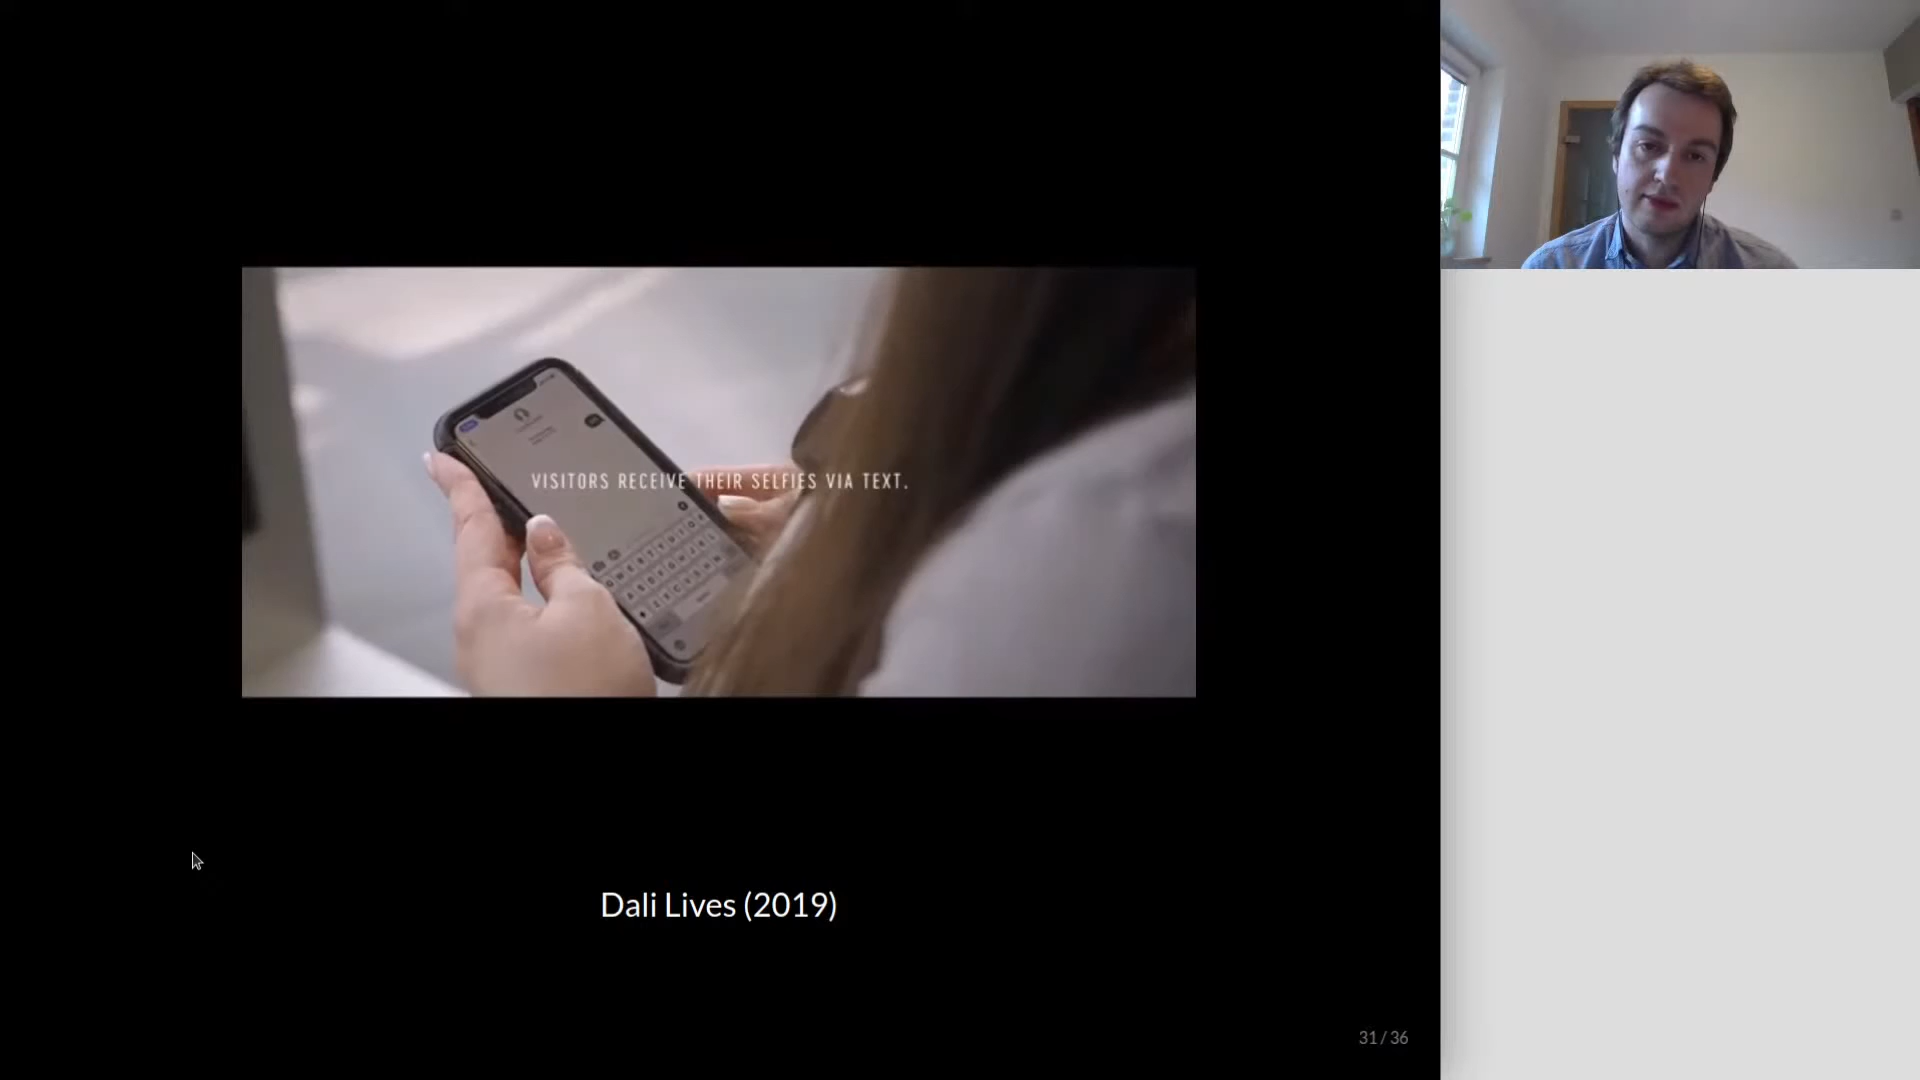 VISITORS RECEIVE THEIR SELFIES VIA TEXT.
Dali Lives (2019)
31 / 36